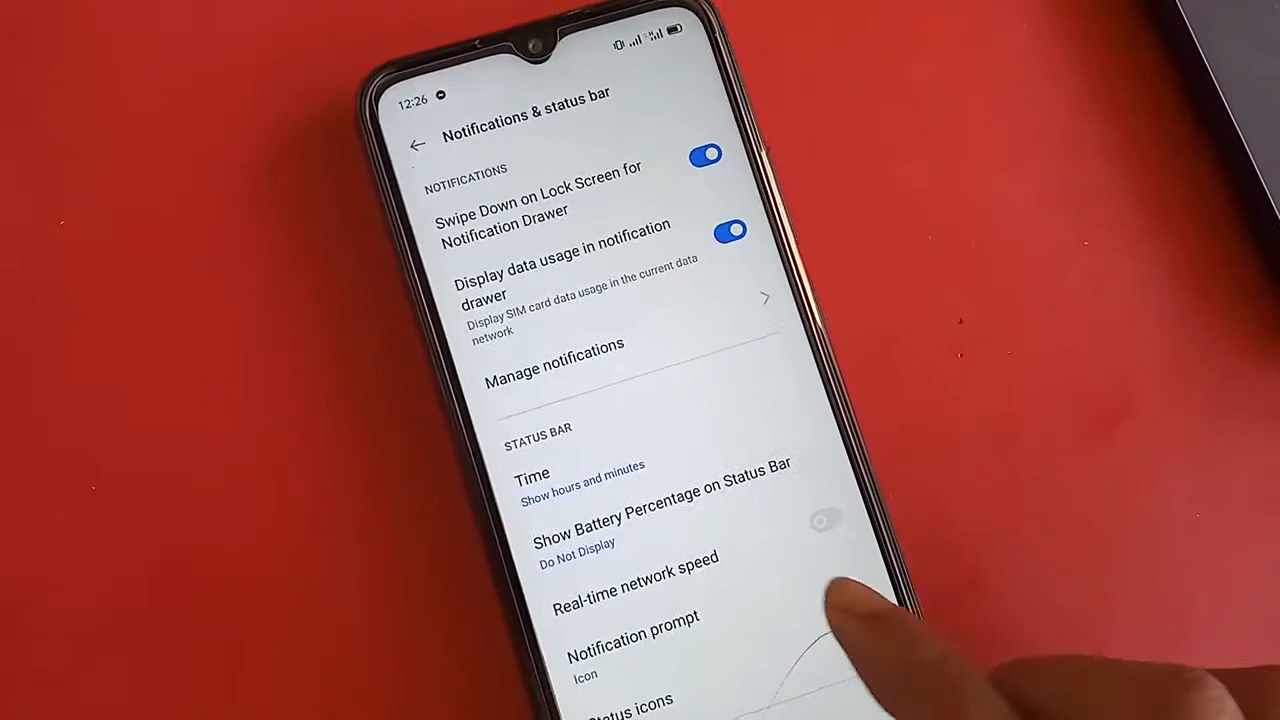 12:26
Notifications & status bar
NOTIFICATIONS
Swipe Down on Lock Screen for
Notification Drawer
Display data usage in notification
drawer
Display SIM card data usage in the current data
network
Manage notifications
STATUS BAR
Time
Show hours and minutes
Show Battery Percentage on Status Bar
Do Not Display
Real-time network speed
Notification prompt
Icon
Status icons